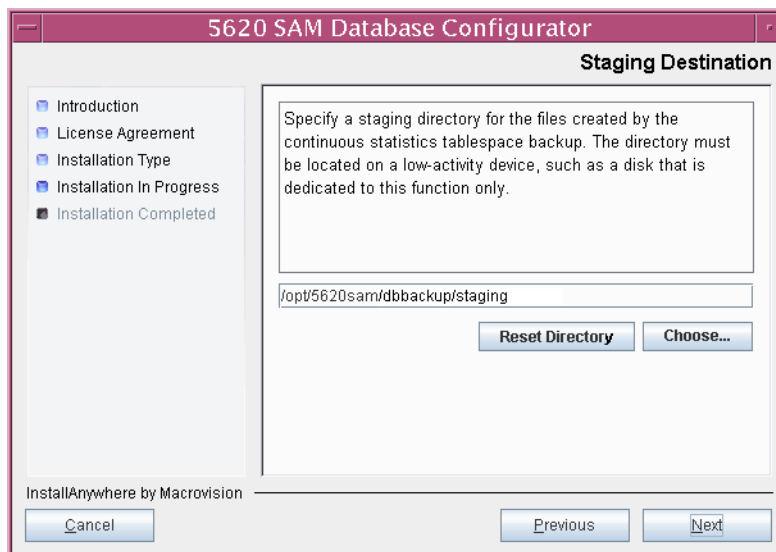 5620 SAM Database Configurator
Staging Destination
Introduction
License Agreement
Installation Type
Installation In Progress
Installation Completed
Specify a staging directory for the files created by the
continuous statistics tablespace backup. The directory must
be located on a low-activity device, such as a disk that is
dedicated to this function only.
/opt/5620sam/dbbackup/staging
Reset Directory
Choose...
InstallAnywhere by Macrovision
Cancel
Previous
Next